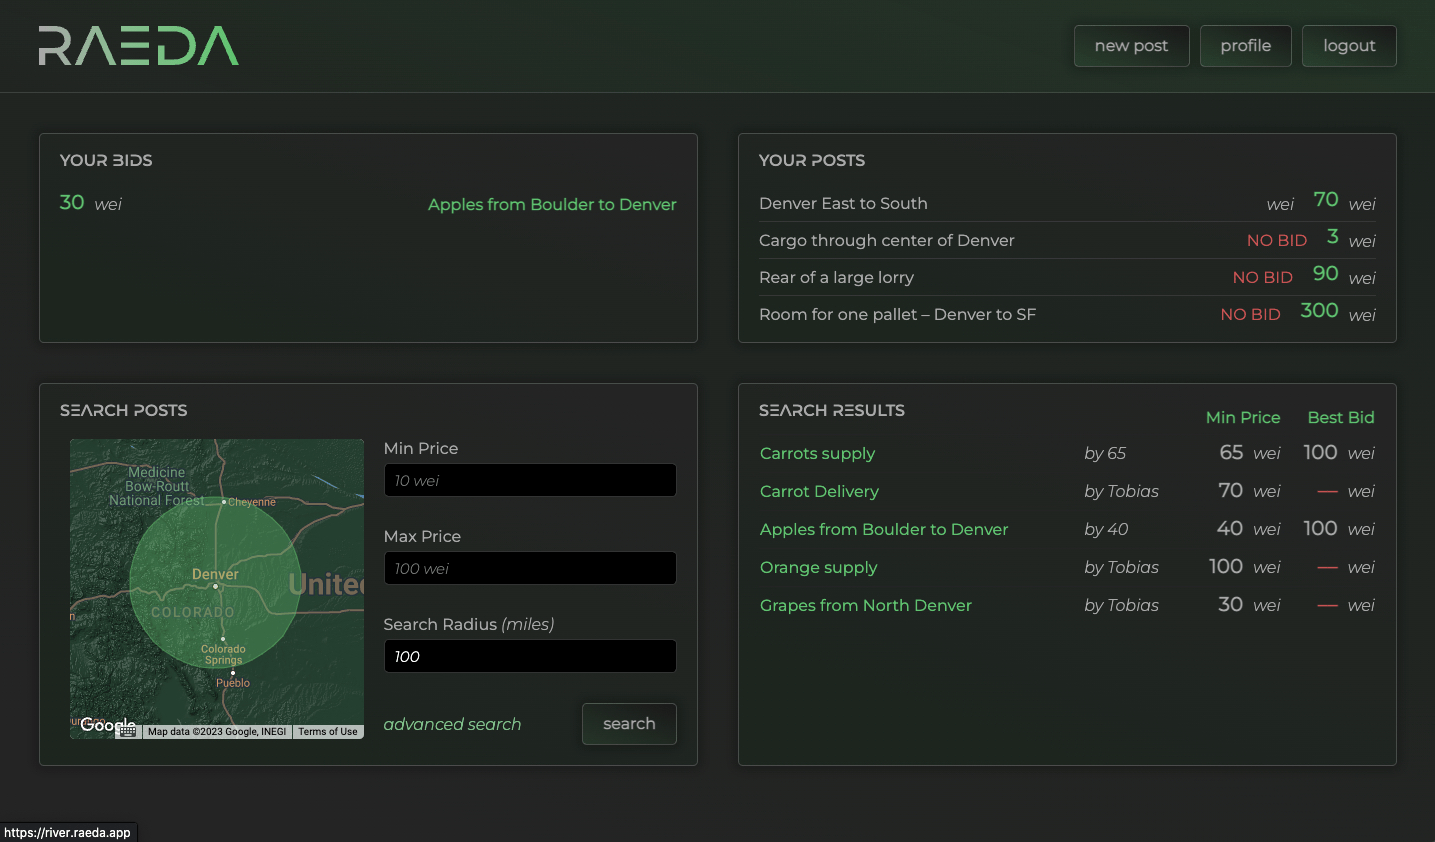 RAEDA
new post profile logout
YOUR BIDS
30 wei Apples from Boulder to Denver
YOUR POSTS
Denver East to South wei 70 wei
Cargo through center of Denver NO BID 3 wei
Rear of a large lorry NO BID 90 wei
Room for one pallet – Denver to SF NO BID 300 wei
SEARCH POSTS
Medicine
Bow-Routt
National Forest
Cheyenne
Denver
United
COLORADO
Colorado
Springs
Pueblo
Google
Map data ©2023 Google, INEGI Terms of Use
Min Price
10 wei
Max Price
100 wei
Search Radius (miles)
100
advanced search search
SEARCH RESULTS
Min Price Best Bid
Carrots supply by 65 65 wei 100 wei
Carrot Delivery by Tobias 70 wei — wei
Apples from Boulder to Denver by 40 40 wei 100 wei
Orange supply by Tobias 100 wei — wei
Grapes from North Denver by Tobias 30 wei — wei
https://river.raeda.app